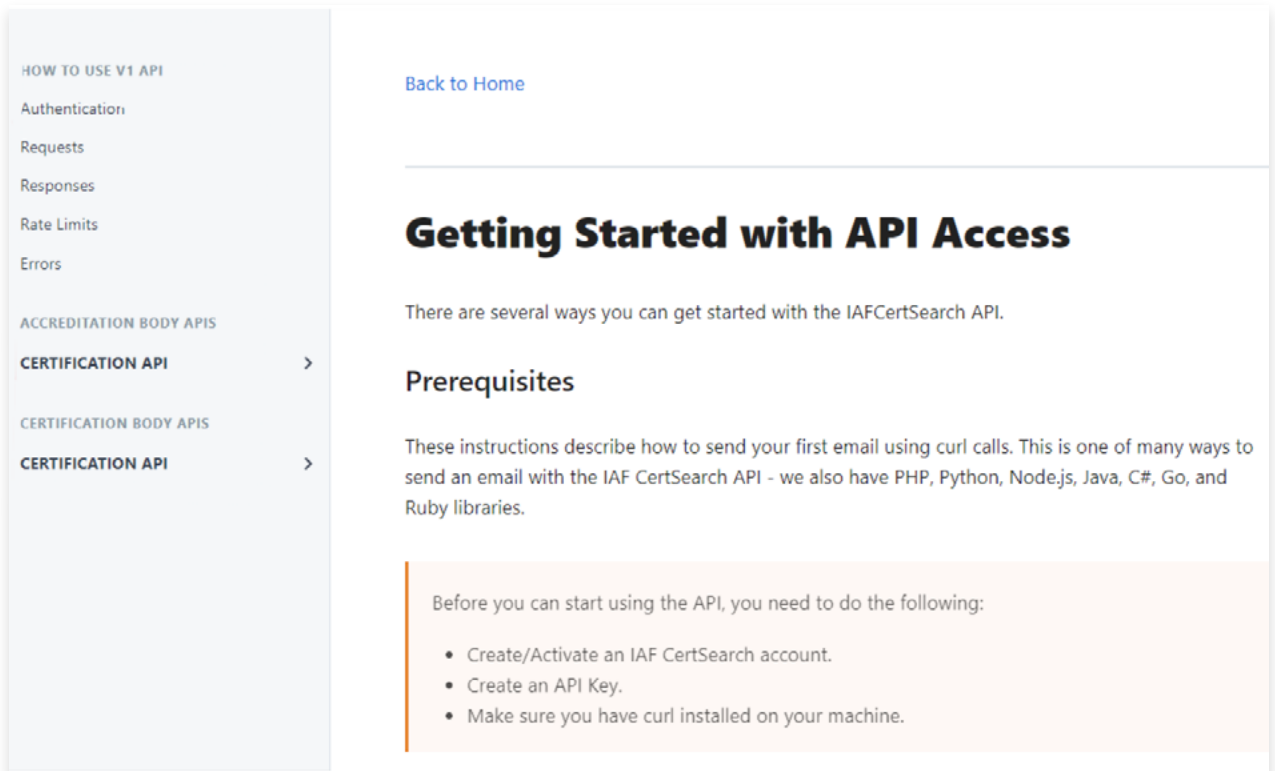 HOW TO USE V1 API
Authentication
Requests
Responses
Rate Limits
Errors
ACCREDITATION BODY APIS
CERTIFICATION API
CERTIFICATION BODY APIS
CERTIFICATION API
Back to Home
Getting Started with API Access
There are several ways you can get started with the IAFCertSearch API.
Prerequisites
These instructions describe how to send your first email using curl calls. This is one of many ways to
send an email with the IAF CertSearch API - we also have PHP, Python, Node.js, Java, C#, Go, and
Ruby libraries.
Before you can start using the API, you need to do the following:
• Create/Activate an IAF CertSearch account.
• Create an API Key.
• Make sure you have curl installed on your machine.